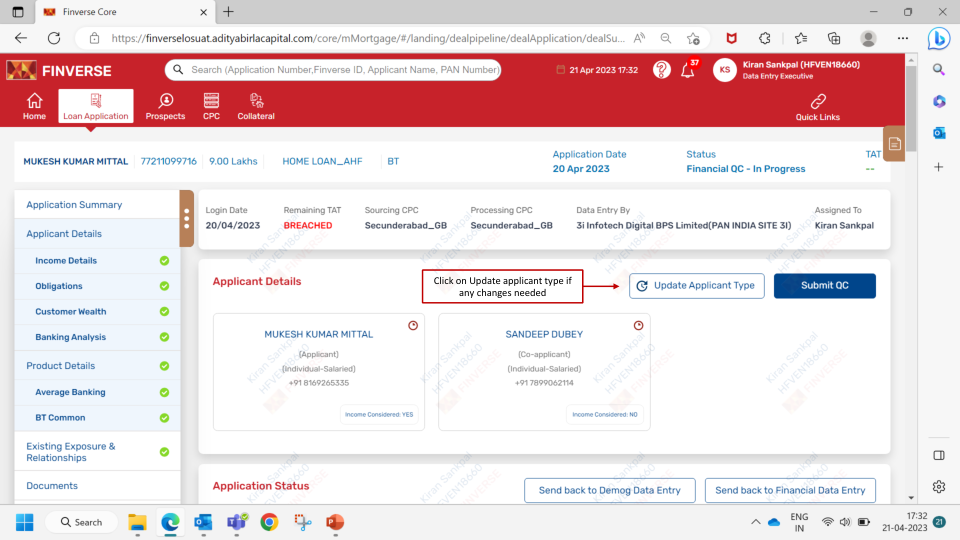 Finverse Core
https://finverselosuat.adityabirlacapital.com/core/mMortgage/#/landing/dealpipeline/dealApplication/dealSu...
FINVERSE
Search (Application Number,Finverse ID, Applicant Name, PAN Number)
21 Apr 2023 17:32
37
KS
Kiran Sankpal (HFVEN18660)
Data Entry Executive
Home
Loan Application
Prospects
CPC
Collateral
Quick Links
MUKESH KUMAR MITTAL
77211099716
9.00 Lakhs
HOME LOAN_AHF
BT
Application Date
20 Apr 2023
Status
Financial QC - In Progress
TAT
--
Application Summary
Applicant Details
Income Details
Obligations
Customer Wealth
Banking Analysis
Product Details
Average Banking
BT Common
Existing Exposure &
Relationships
Documents
Login Date
20/04/2023
Remaining TAT
BREACHED
Sourcing CPC
Secunderabad_GB
Processing CPC
Secunderabad_GB
Data Entry By
3i Infotech Digital BPS Limited(PAN INDIA SITE 3I)
Assigned To
Kiran Sankpal
Applicant Details
Click on Update applicant type if
any changes needed
Update Applicant Type
Submit QC
MUKESH KUMAR MITTAL
(Applicant)
(Individual-Salaried)
+91 8169265335
Income Considered: YES
SANDEEP DUBEY
(Co-applicant)
(Individual-Salaried)
+91 7899062114
Income Considered: NO
Application Status
Send back to Demog Data Entry
Send back to Financial Data Entry
Kiran Sankpal
HFVEN18660
FINVERSE
Search
ENG
IN
17:32
21-04-2023
21